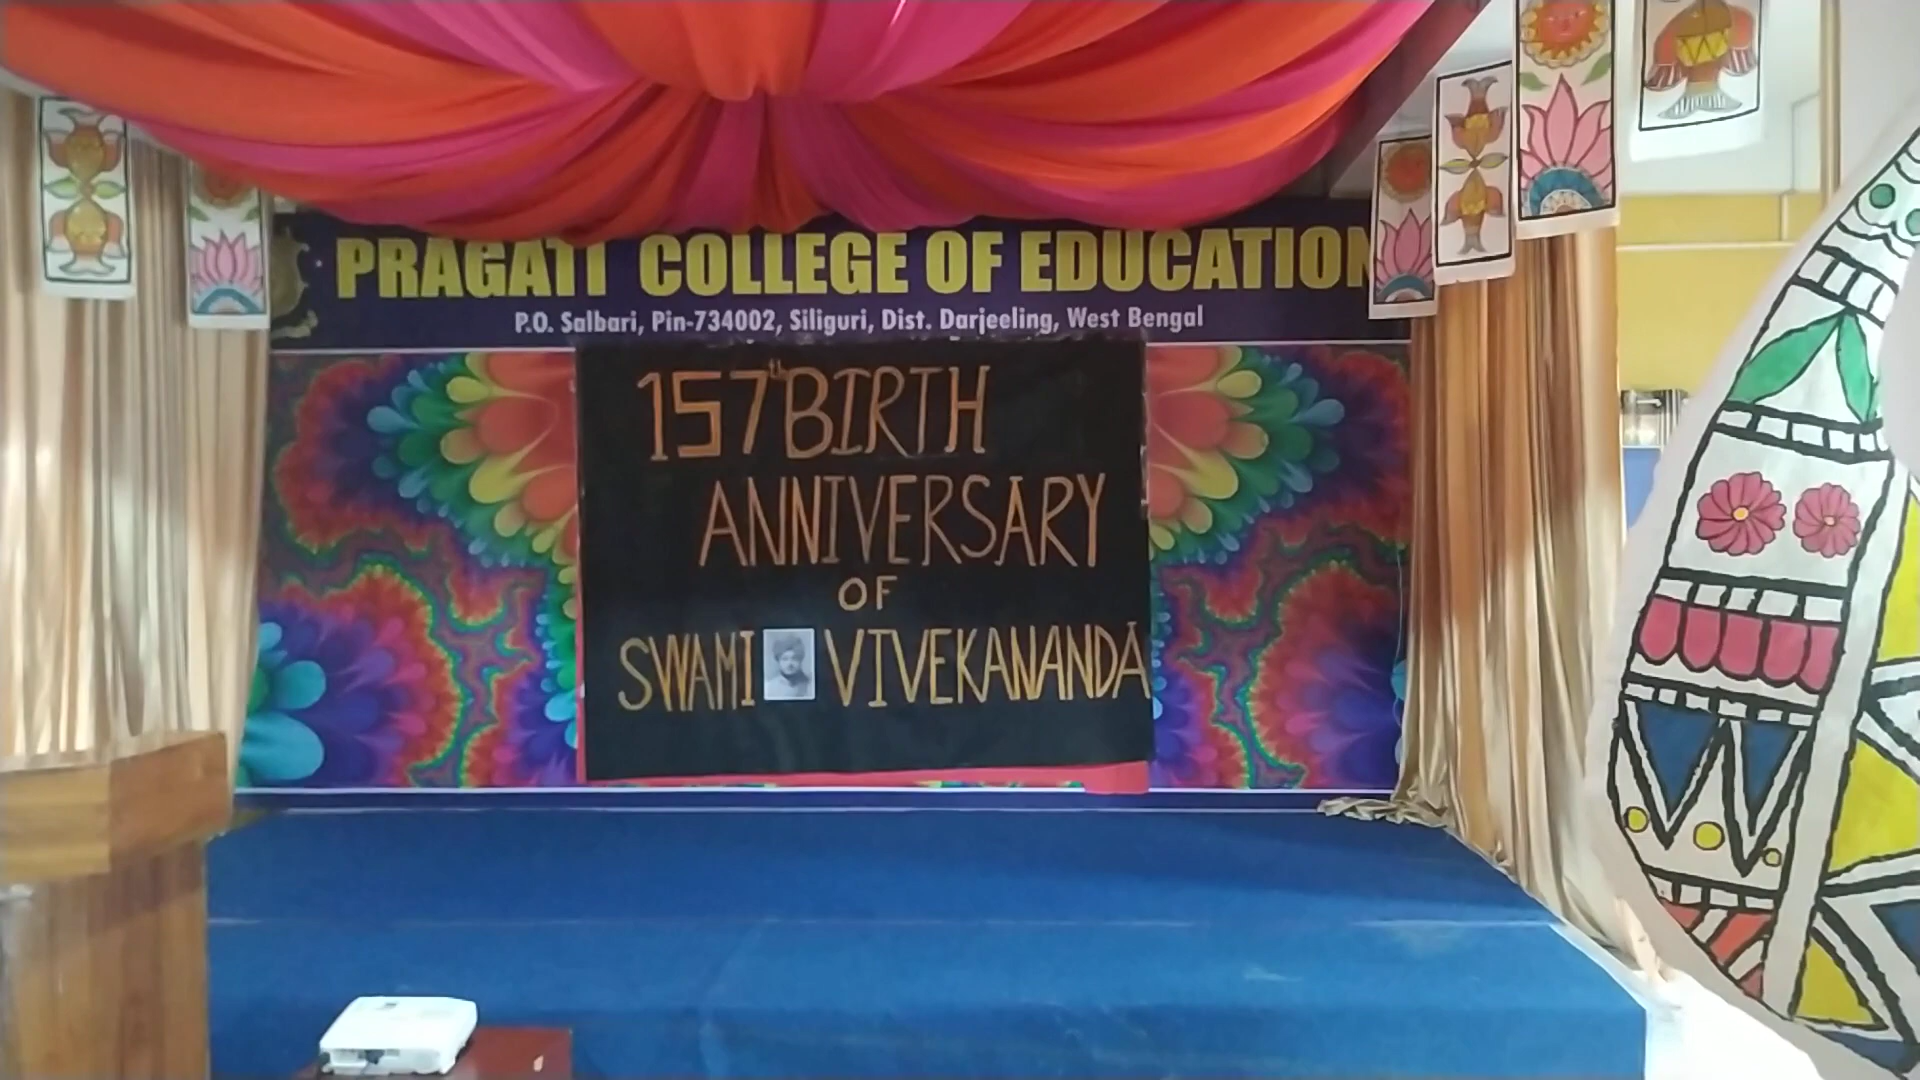 PRAGATI COLLEGE OF EDUCATION
P.O. Salbari, Pin-734002, Siliguri, Dist. Darjeeling, West Bengal
157th BIRTH
ANNIVERSARY
OF
SWAMI VIVEKANANDA